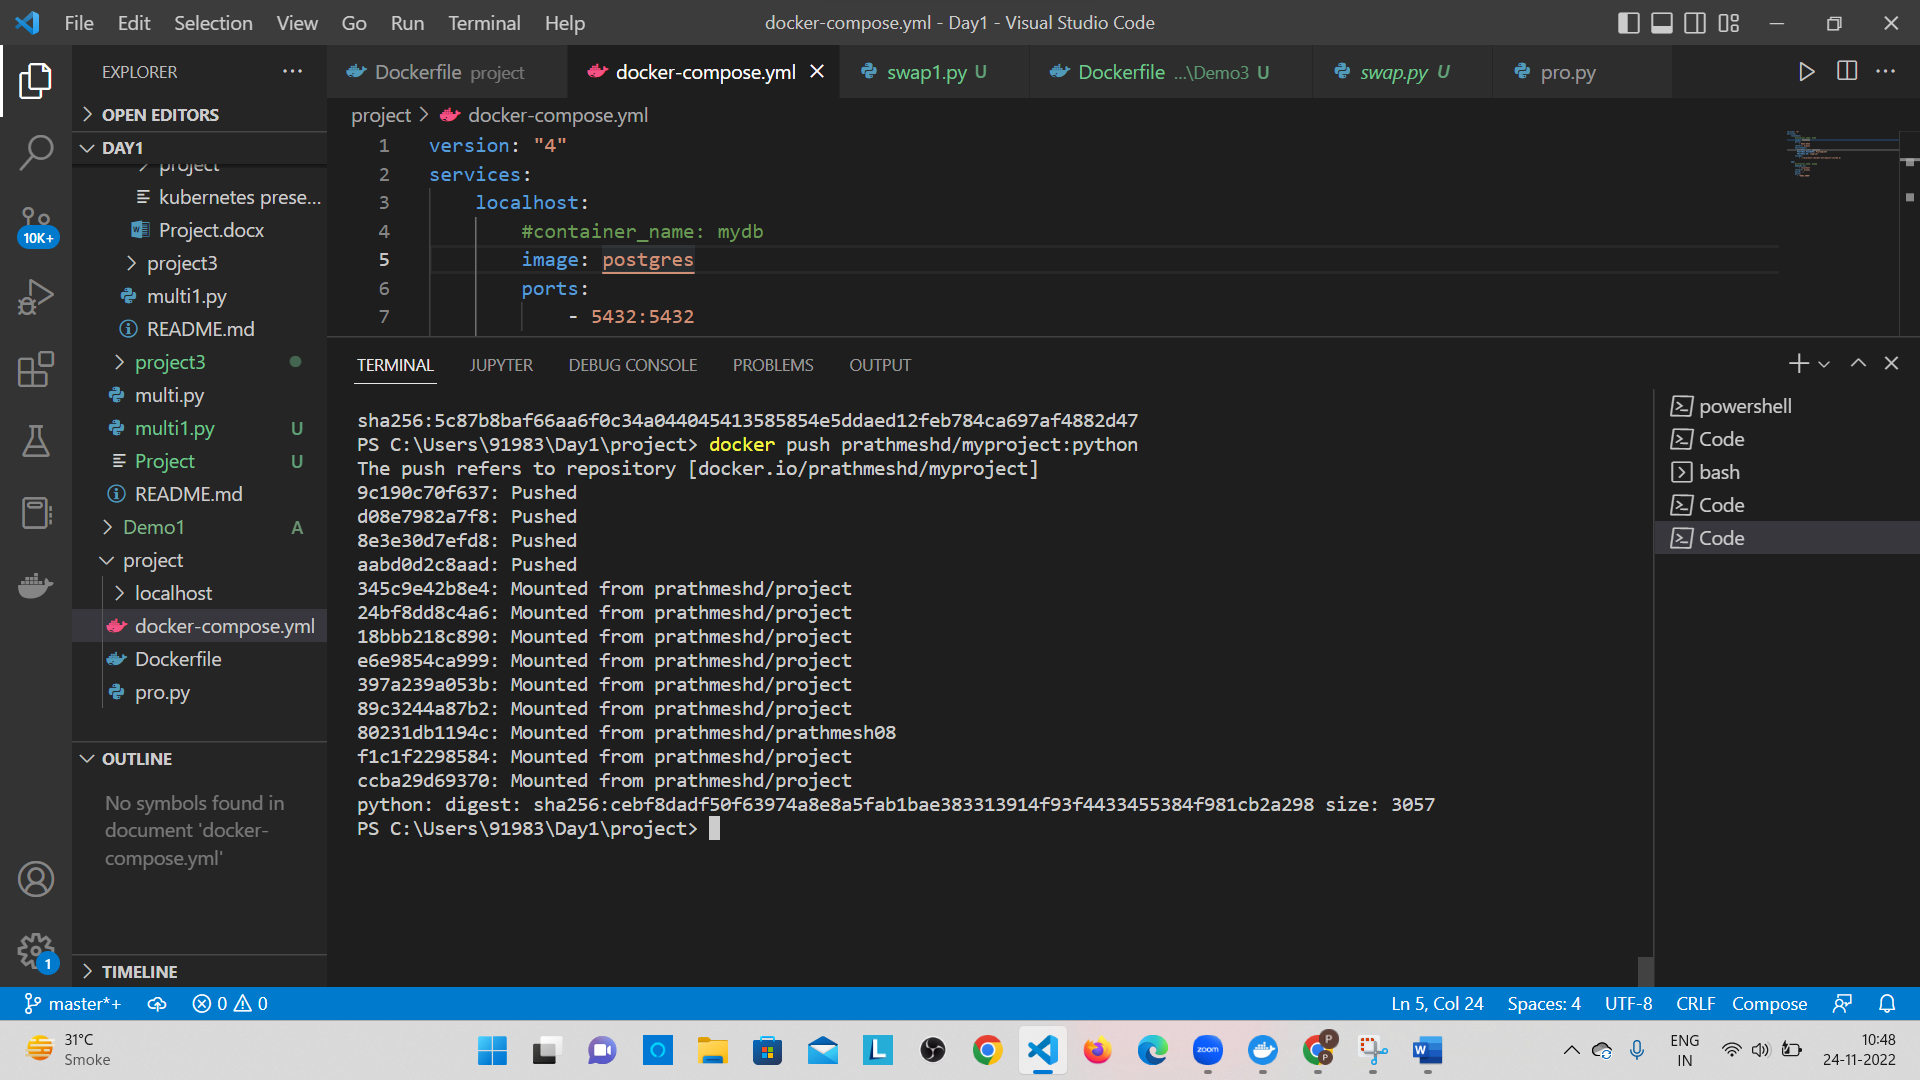 File Edit Selection View Go Run Terminal Help
docker-compose.yml - Day1 - Visual Studio Code
EXPLORER
OPEN EDITORS
DAY1
project
kubernetes prese...
Project.docx
project3
multi1.py
README.md
project3
multi.py
multi1.py U
Project U
README.md
Demo1 A
project
localhost
docker-compose.yml
Dockerfile
pro.py
OUTLINE
No symbols found in
document 'docker-
compose.yml'
TIMELINE
10K+
1
Dockerfile project
docker-compose.yml
swap1.py U
Dockerfile ...\Demo3 U
swap.py U
pro.py
project > docker-compose.yml
1 version: "4"
2 services:
3 localhost:
4 #container_name: mydb
5 image: postgres
6 ports:
7 - 5432:5432
TERMINAL JUPYTER DEBUG CONSOLE PROBLEMS OUTPUT
sha256:5c87b8baf66aa6f0c34a044045413585854e5ddaed12feb784ca697af4882d47
PS C:\Users\91983\Day1\project> docker push prathmeshd/myproject:python
The push refers to repository [docker.io/prathmeshd/myproject]
9c190c70f637: Pushed
d08e7982a7f8: Pushed
8e3e30d7efd8: Pushed
aabd0d2c8aad: Pushed
345c9e42b8e4: Mounted from prathmeshd/project
24bf8dd8c4a6: Mounted from prathmeshd/project
18bbb218c890: Mounted from prathmeshd/project
e6e9854ca999: Mounted from prathmeshd/project
397a239a053b: Mounted from prathmeshd/project
89c3244a87b2: Mounted from prathmeshd/project
80231db1194c: Mounted from prathmeshd/prathmesh08
f1c1f2298584: Mounted from prathmeshd/project
ccba29d69370: Mounted from prathmeshd/project
python: digest: sha256:cebf8dadf50f63974a8e8a5fab1bae383313914f93f4433455384f981cb2a298 size: 3057
PS C:\Users\91983\Day1\project>
powershell
Code
bash
Code
Code
master*+
0 0
Ln 5, Col 24 Spaces: 4 UTF-8 CRLF Compose
31°C
Smoke
zoom
P
P
ENG
IN
10:48
24-11-2022